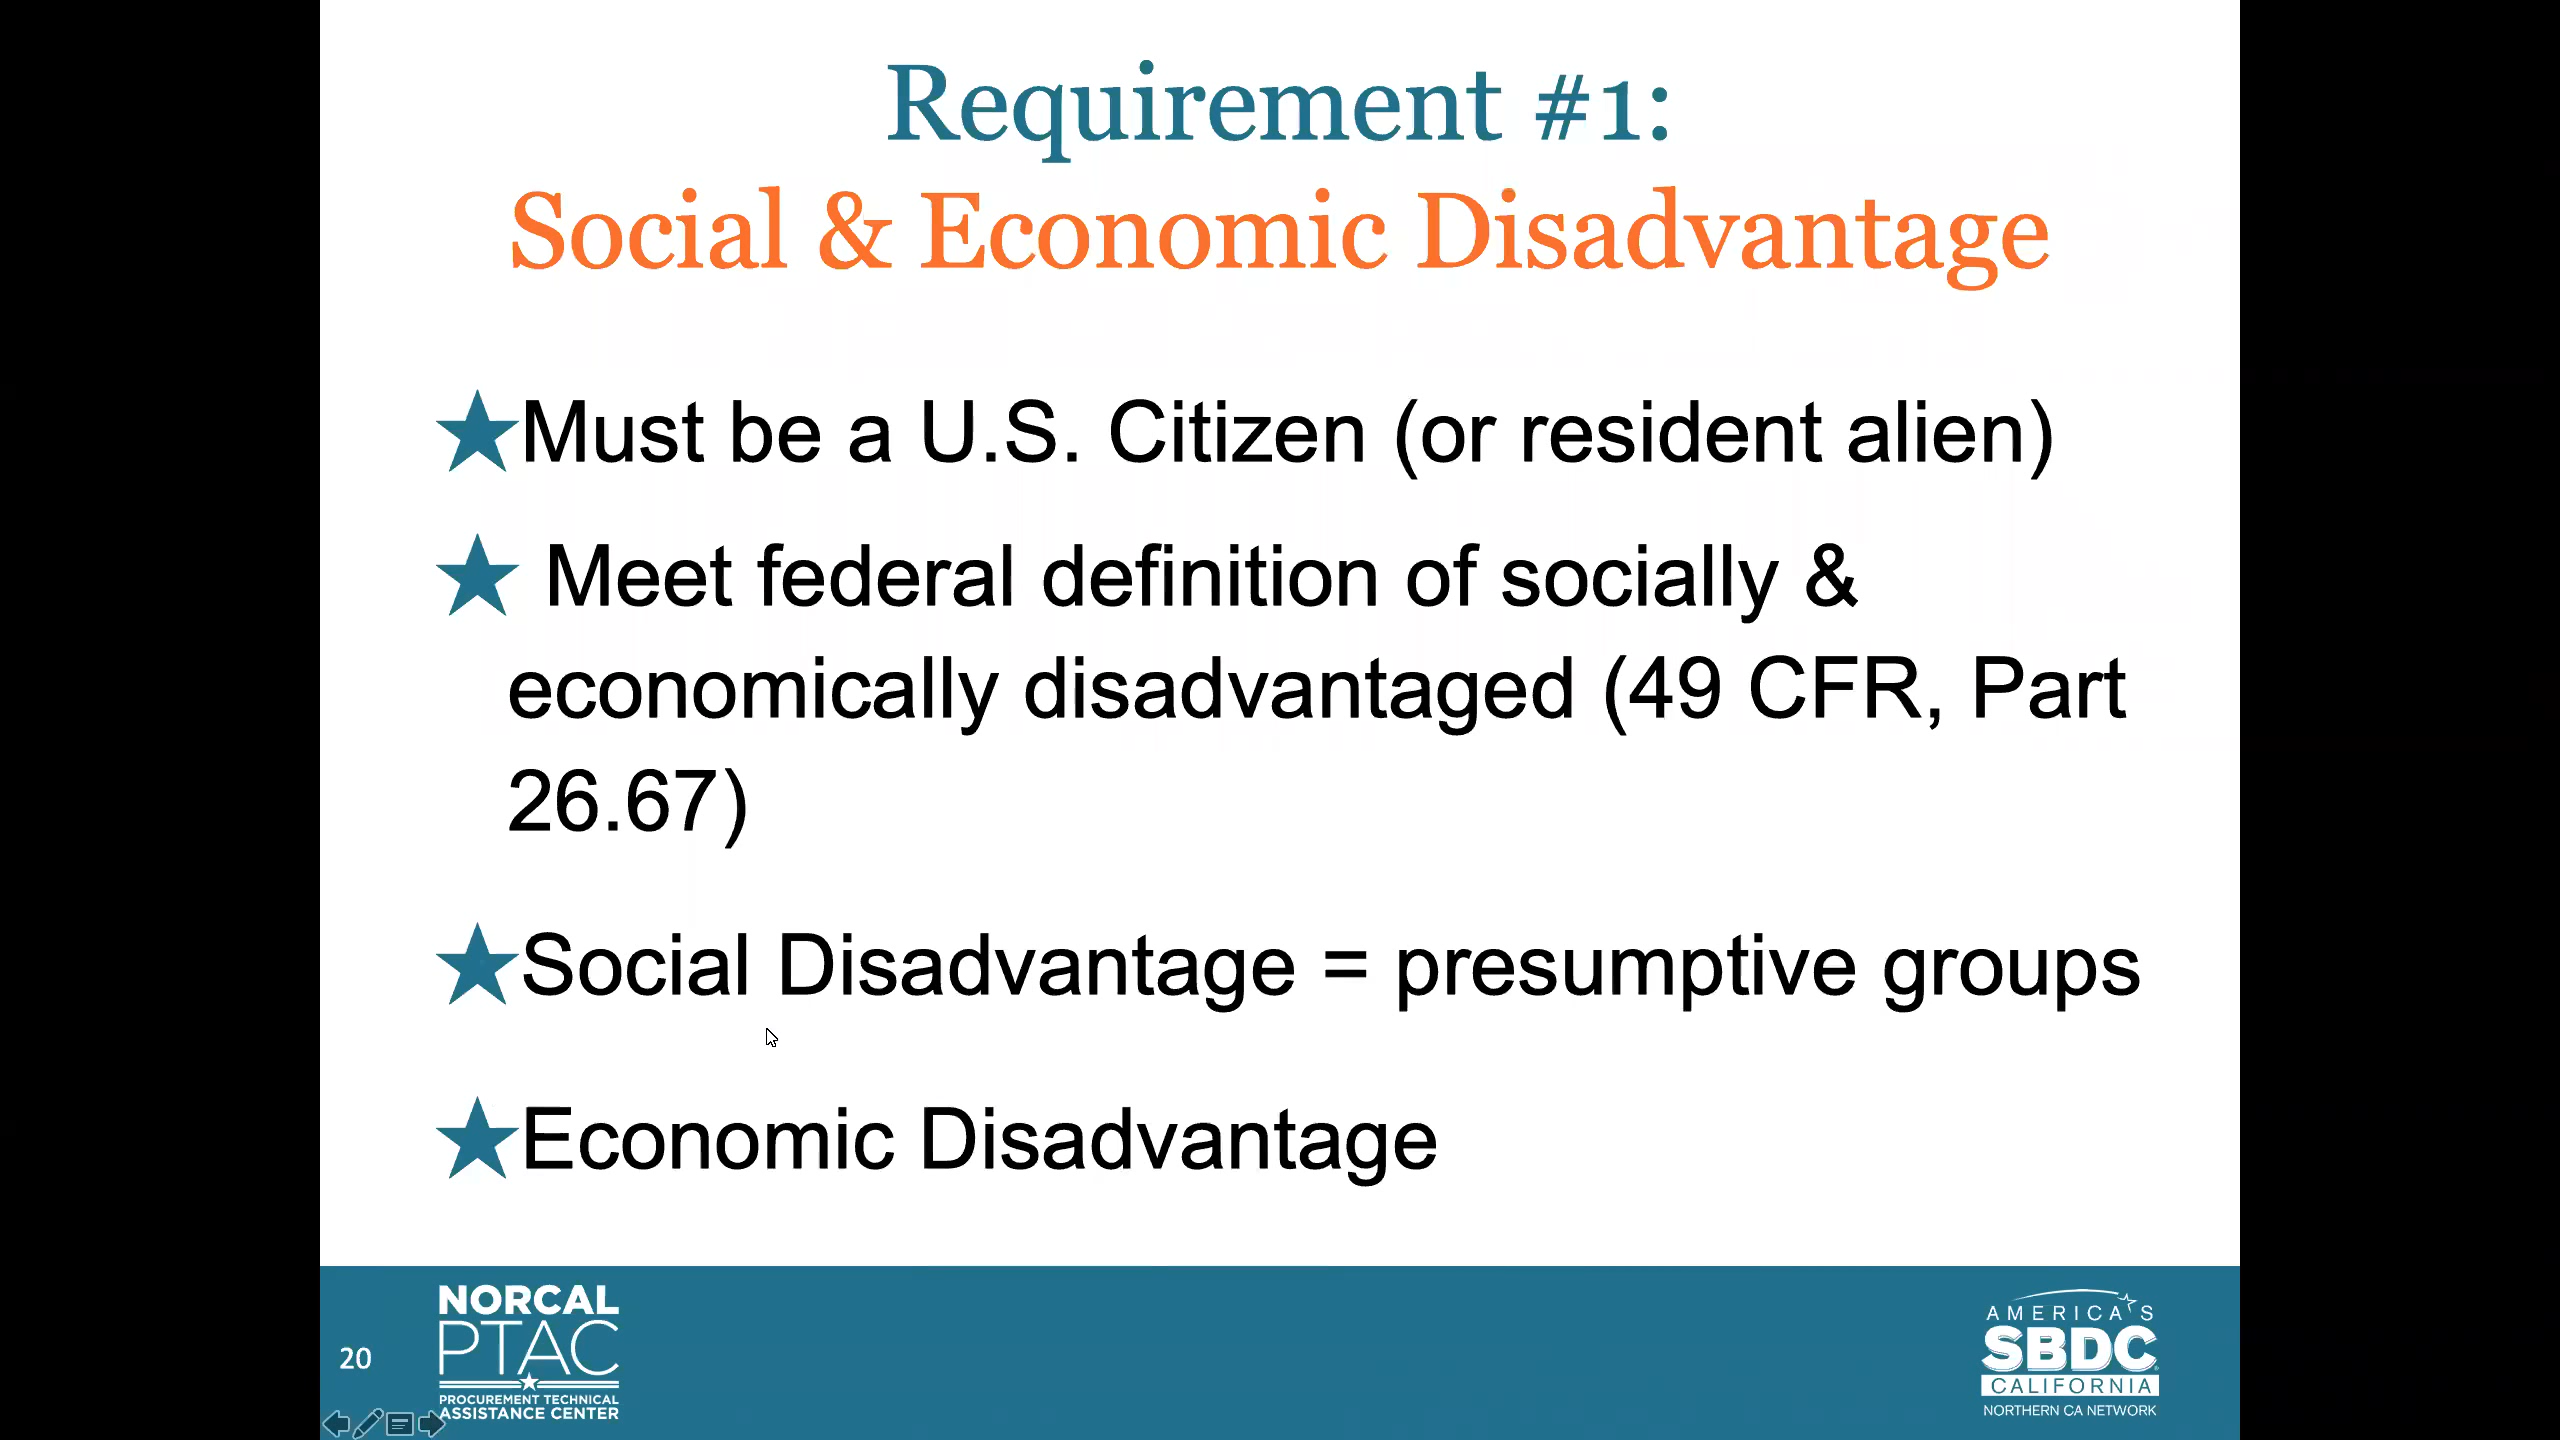 Requirement #1:
Social & Economic Disadvantage
Must be a U.S. Citizen (or resident alien)
Meet federal definition of socially &
economically disadvantaged (49 CFR, Part
26.67)
Social Disadvantage = presumptive groups
Economic Disadvantage
20
NORCAL
PTAC
PROCUREMENT TECHNICAL
ASSISTANCE CENTER
AMERICA'S
SBDC
CALIFORNIA
NORTHERN CA NETWORK